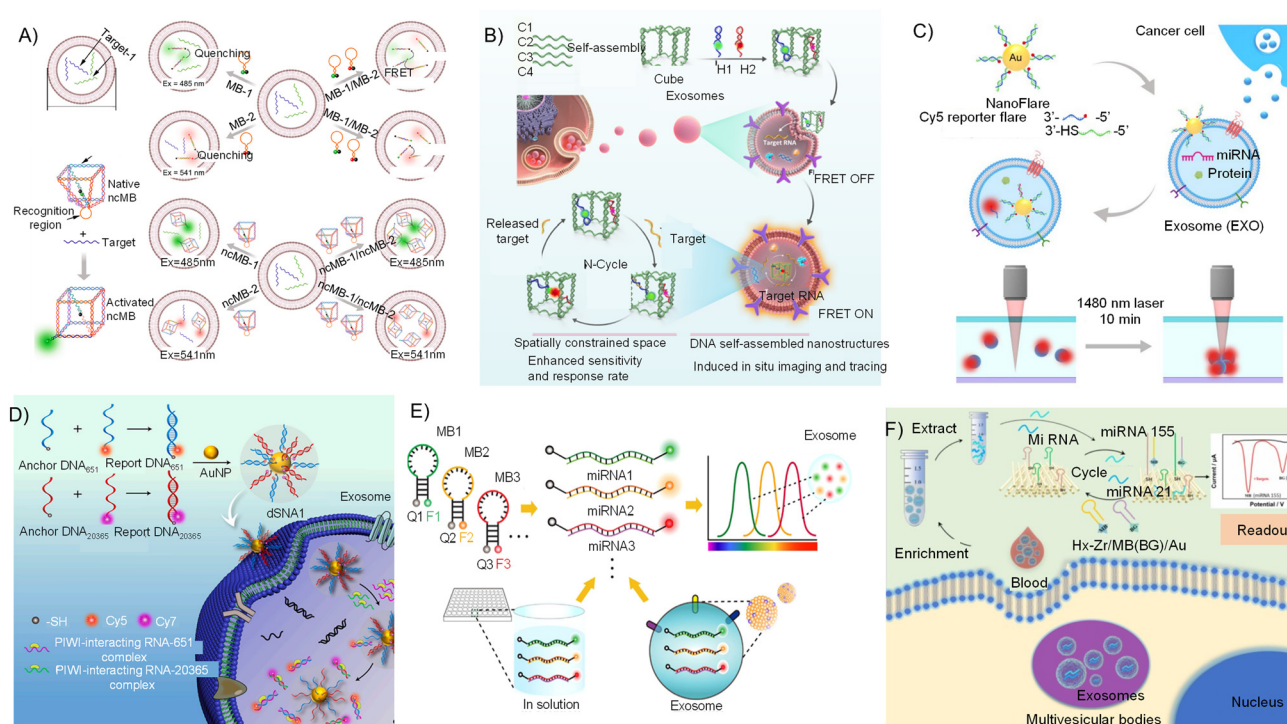 A)
Target-1
Quenching
Ex = 485 nm
MB-1
MB-1/MB-2
FRET
MB-2
MB-1/MB-2
Quenching
Ex = 541 nm
Native
ncMB
Recognition
region
+
Target
Activated
ncMB
Ex=485nm
ncMB-1
ncMB-1/ncMB-2
Ex=485nm
ncMB-2
ncMB-1/ncMB-2
Ex=541nm
Ex=541nm
B)
C1
C2
C3
C4
Self-assembly
Cube
H1
H2
Exosomes
Target RNA
FRET OFF
Released
target
Target
N-Cycle
Target RNA
FRET ON
Spatially constrained space
Enhanced sensitivity
and response rate
DNA self-assembled nanostructures
Induced in situ imaging and tracing
C)
Cancer cell
Au
NanoFlare
Cy5 reporter flare
3'-
-5'
3'-HS
-5'
miRNA
Protein
Exosome (EXO)
1480 nm laser
10 min
D)
+
Anchor DNA651
Report DNA651
AuNP
+
Anchor DNA20365
Report DNA20365
dSNA1
Exosome
-SH
Cy5
Cy7
PIWI-interacting RNA-651
complex
PIWI-interacting RNA-20365
complex
E)
MB1
MB2
MB3
Q1
F1
Q2
F2
Q3
F3
...
miRNA1
miRNA2
miRNA3
Exosome
In solution
Exosome
F)
Extract
Mi RNA
miRNA 155
Cycle
miRNA 21
Enrichment
Hx-Zr/MB(BG)/Au
Current / μA
Potential / V
Readou
Blood
Exosomes
Multivesicular bodies
Nucleus